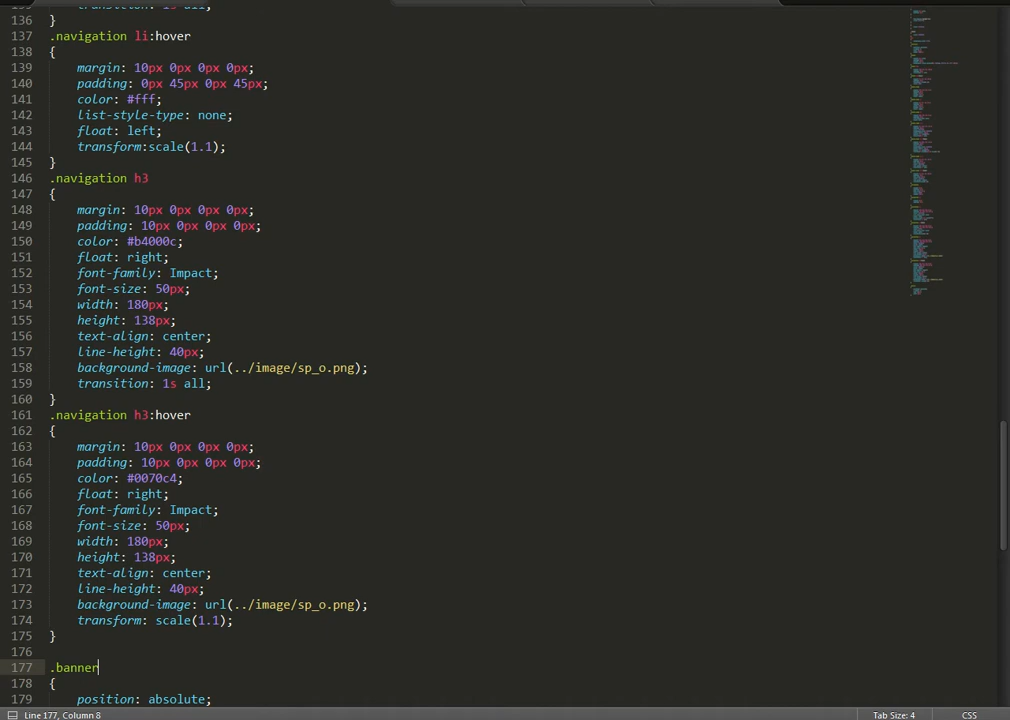 136 }
137 .navigation li:hover
138 {
139 margin: 10px 0px 0px 0px;
140 padding: 0px 45px 0px 45px;
141 color: #fff;
142 list-style-type: none;
143 float: left;
144 transform:scale(1.1);
145 }
146 .navigation h3
147 {
148 margin: 10px 0px 0px 0px;
149 padding: 10px 0px 0px 0px;
150 color: #b4000c;
151 float: right;
152 font-family: Impact;
153 font-size: 50px;
154 width: 180px;
155 height: 138px;
156 text-align: center;
157 line-height: 40px;
158 background-image: url(../image/sp_o.png);
159 transition: 1s all;
160 }
161 .navigation h3:hover
162 {
163 margin: 10px 0px 0px 0px;
164 padding: 10px 0px 0px 0px;
165 color: #0070c4;
166 float: right;
167 font-family: Impact;
168 font-size: 50px;
169 width: 180px;
170 height: 138px;
171 text-align: center;
172 line-height: 40px;
173 background-image: url(../image/sp_o.png);
174 transform: scale(1.1);
175 }
176
177 .banner
178 {
179 position: absolute;
Line 177, Column 8 Tab Size: 4 CSS